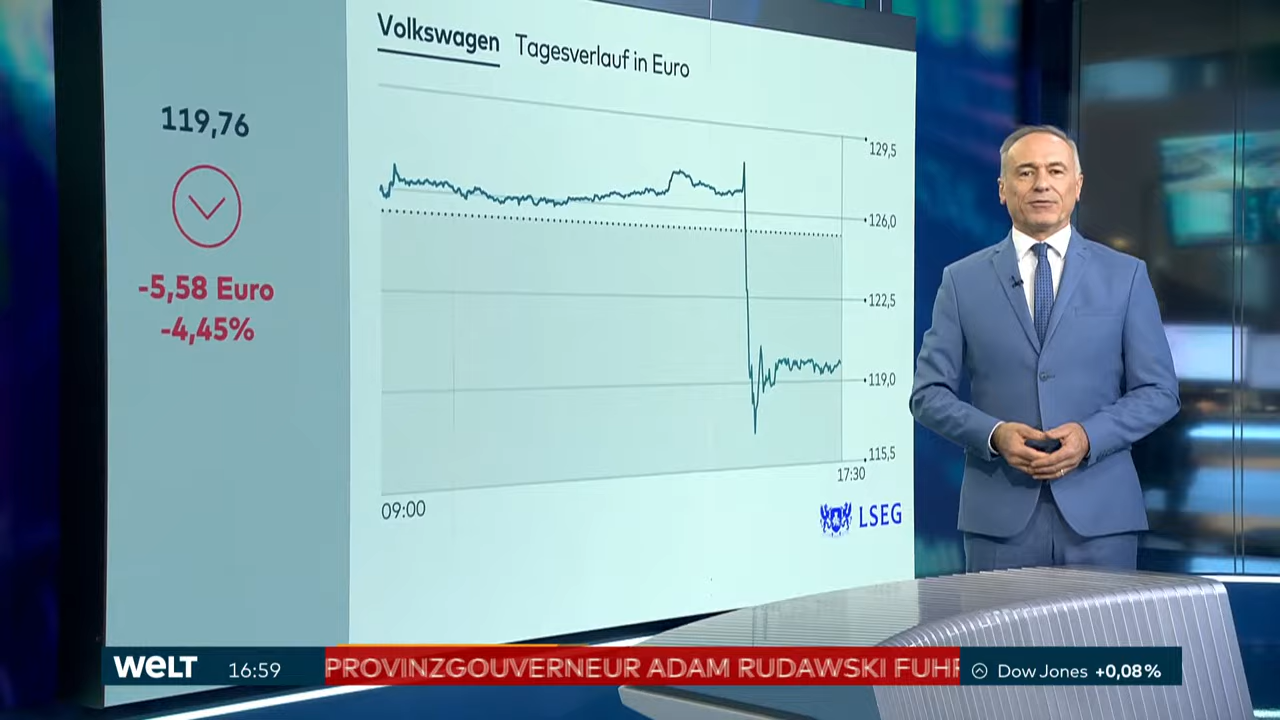 Volkswagen Tagesverlauf in Euro
119,76
-5,58 Euro
-4,45%
129,5
126,0
122,5
119,0
115,5
09:00
17:30
LSEG
WELT 16:59 PROVINZGOUVERNEUR ADAM RUDAWSKI Dow Jones +0,08%